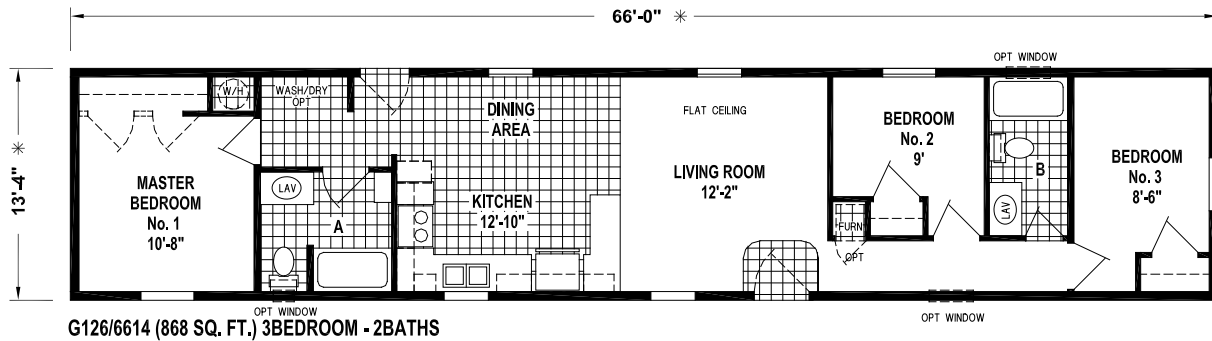 66'-0" ✳
13'-4" ✳
W/H
WASH/DRY
OPT
DINING
AREA
FLAT CEILING
OPT WINDOW
BEDROOM
No. 2
9'
MASTER
BEDROOM
No. 1
10'-8"
LAV
A
KITCHEN
12'-10"
LIVING ROOM
12'-2"
FURN
OPT
B
LAV
BEDROOM
No. 3
8'-6"
OPT WINDOW
OPT WINDOW
G126/6614 (868 SQ. FT.) 3BEDROOM - 2BATHS